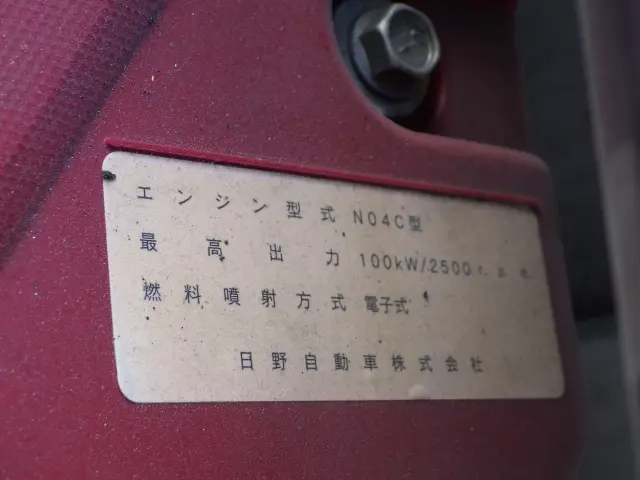 エンジン型式 N04C型
最高出力 100kW/2500
燃料噴射方式 電子式
日野自動車株式会社